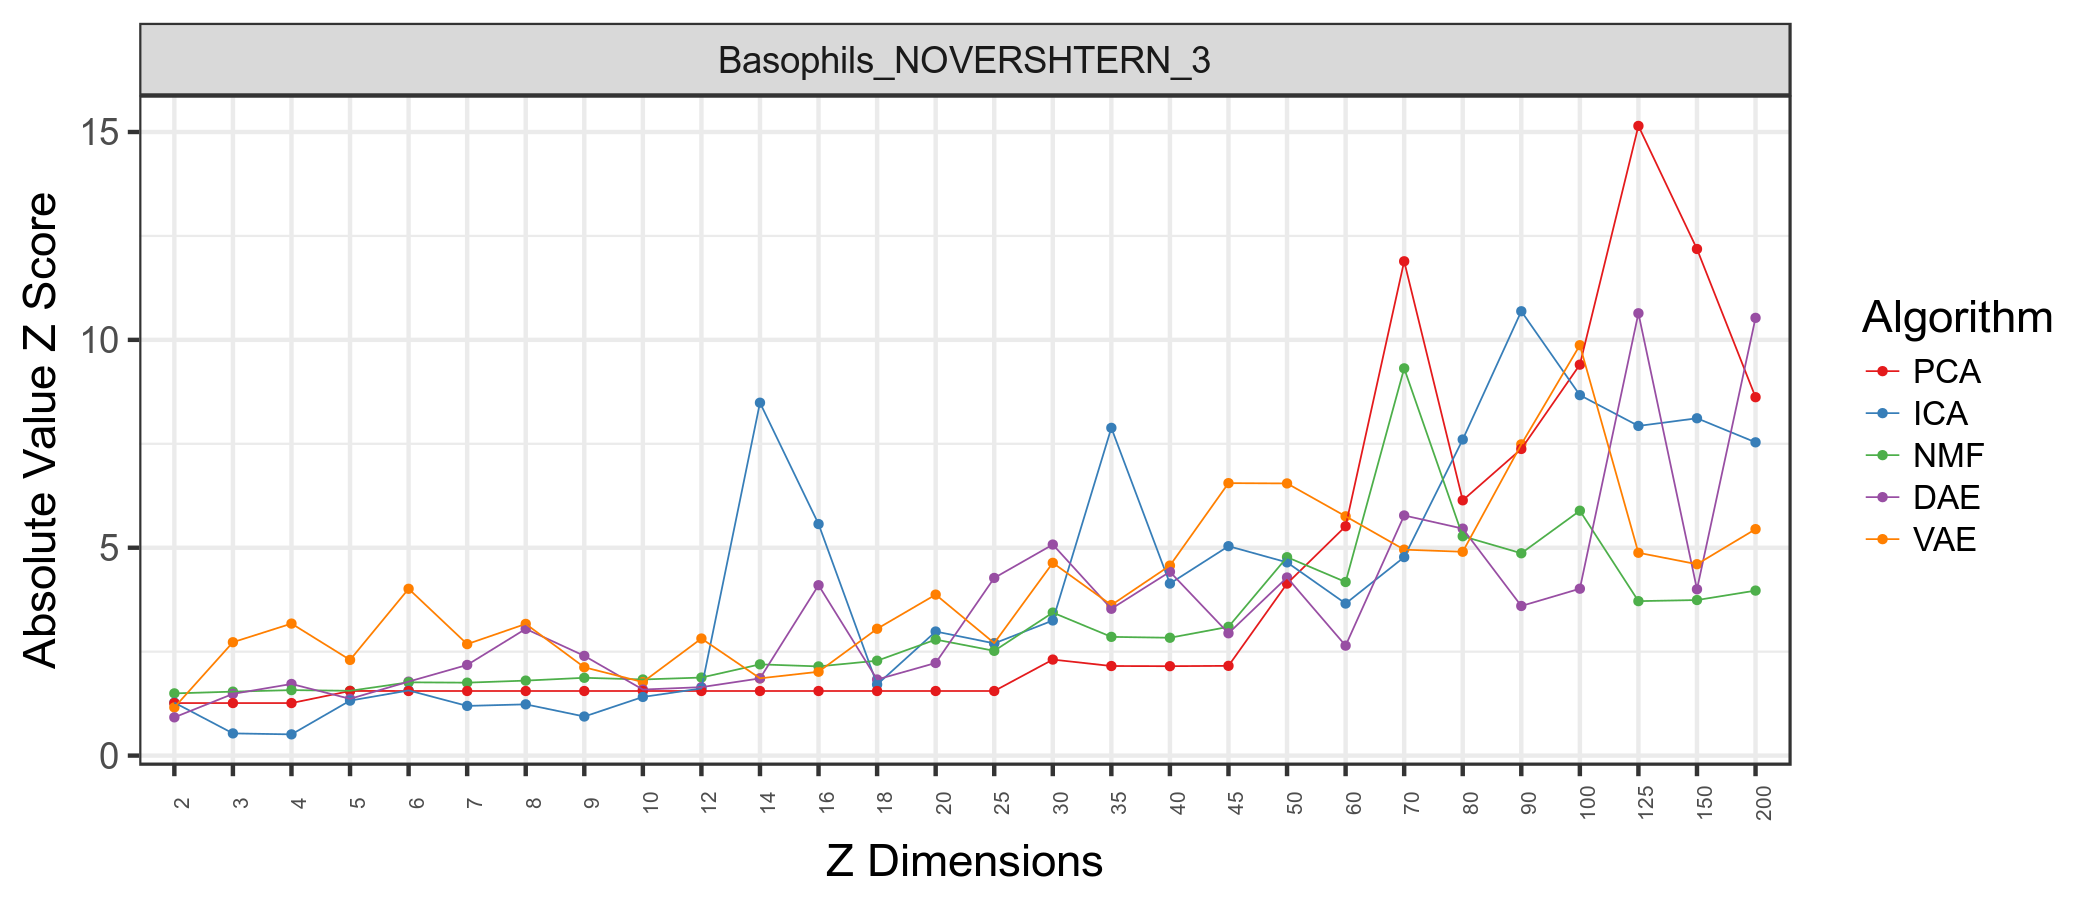 Basophils_NOVERSHTERN_3
Absolute Value Z Score
15
10
5
0
2 3 4 5 6 7 8 9 10 12 14 16 18 20 25 30 35 40 45 50 60 70 80 90 100 125 150 200
Z Dimensions
Algorithm
PCA
ICA
NMF
DAE
VAE